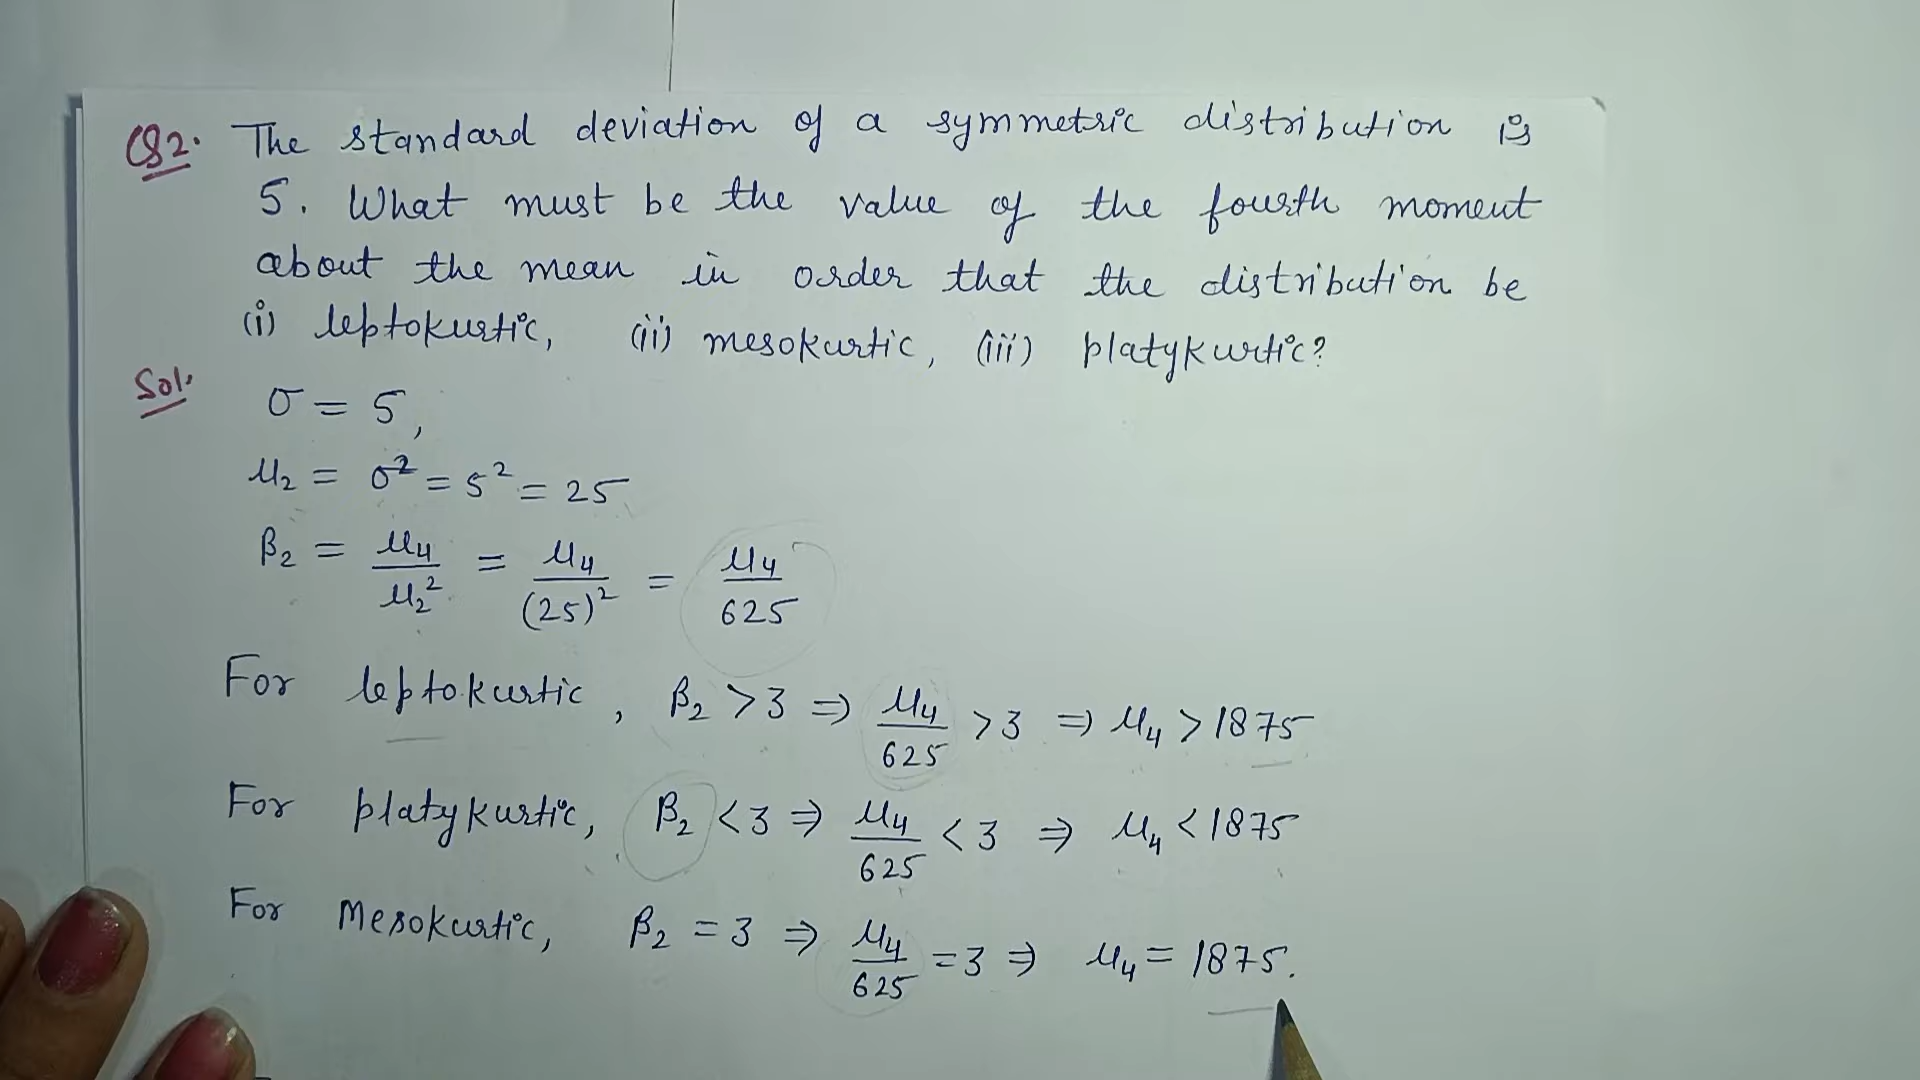 Q2. The standard deviation of a symmetric distribution is
5. What must be the value of the fourth moment
about the mean in order that the distribution be
(i) leptokurtic, (ii) mesokurtic, (iii) platykurtic?
Sol. σ = 5,
μ₂ = σ² = 5² = 25
β₂ = μ₄/μ₂² = μ₄/(25)² = μ₄/625
For leptokurtic, β₂ > 3 ⇒ μ₄/625 > 3 ⇒ μ₄ > 1875
For platykurtic, β₂ < 3 ⇒ μ₄/625 < 3 ⇒ μ₄ < 1875
For Mesokurtic, β₂ = 3 ⇒ μ₄/625 = 3 ⇒ μ₄ = 1875.